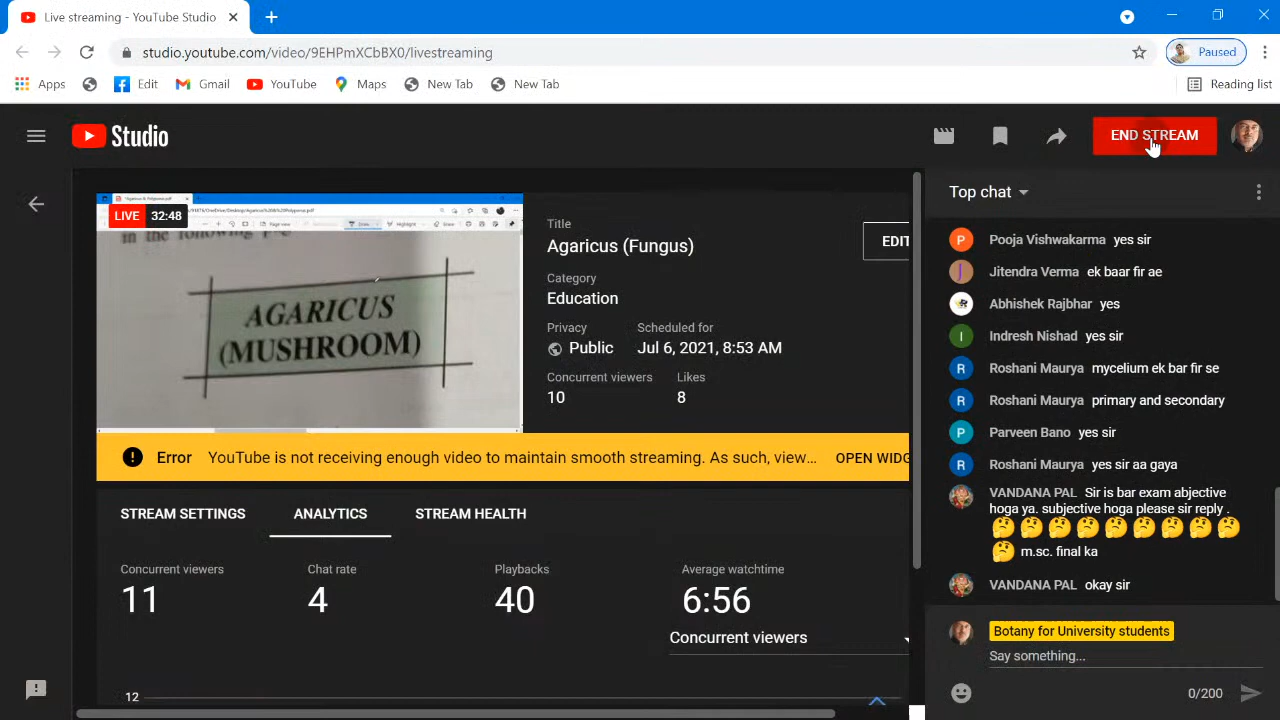 Live streaming - YouTube Studio
studio.youtube.com/video/9EHPmXCbBX0/livestreaming
Paused
Apps
Edit
Gmail
YouTube
Maps
New Tab
New Tab
Reading list
Studio
END STREAM
LIVE 32:48
in the following
AGARICUS
(MUSHROOM)
Title
Agaricus (Fungus)
EDIT
Category
Education
Privacy
Public
Scheduled for
Jul 6, 2021, 8:53 AM
Concurrent viewers
10
Likes
8
Error YouTube is not receiving enough video to maintain smooth streaming. As such, view... OPEN WIDG
STREAM SETTINGS
ANALYTICS
STREAM HEALTH
Concurrent viewers
11
Chat rate
4
Playbacks
40
Average watchtime
6:56
Concurrent viewers
12
Top chat
P Pooja Vishwakarma yes sir
J Jitendra Verma ek baar fir ae
Abhishek Rajbhar yes
I Indresh Nishad yes sir
R Roshani Maurya mycelium ek bar fir se
R Roshani Maurya primary and secondary
P Parveen Bano yes sir
R Roshani Maurya yes sir aa gaya
VANDANA PAL Sir is bar exam abjective
hoga ya. subjective hoga please sir reply .
🤔🤔🤔🤔🤔🤔🤔🤔🤔
🤔 m.sc. final ka
VANDANA PAL okay sir
Botany for University students
Say something...
0/200